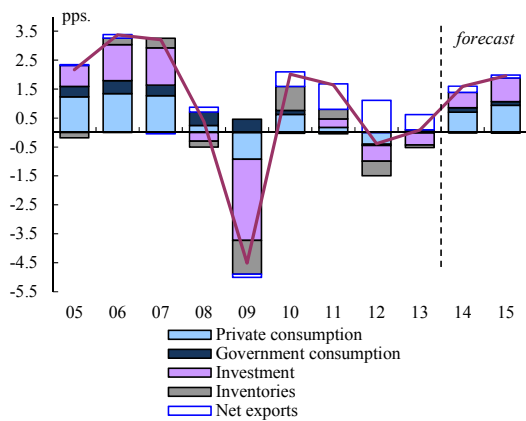 pps.
forecast
3.5
2.5
1.5
0.5
-0.5
-1.5
-2.5
-3.5
-4.5
-5.5
05 06 07 08 09 10 11 12 13 14 15
Private consumption
Government consumption
Investment
Inventories
Net exports